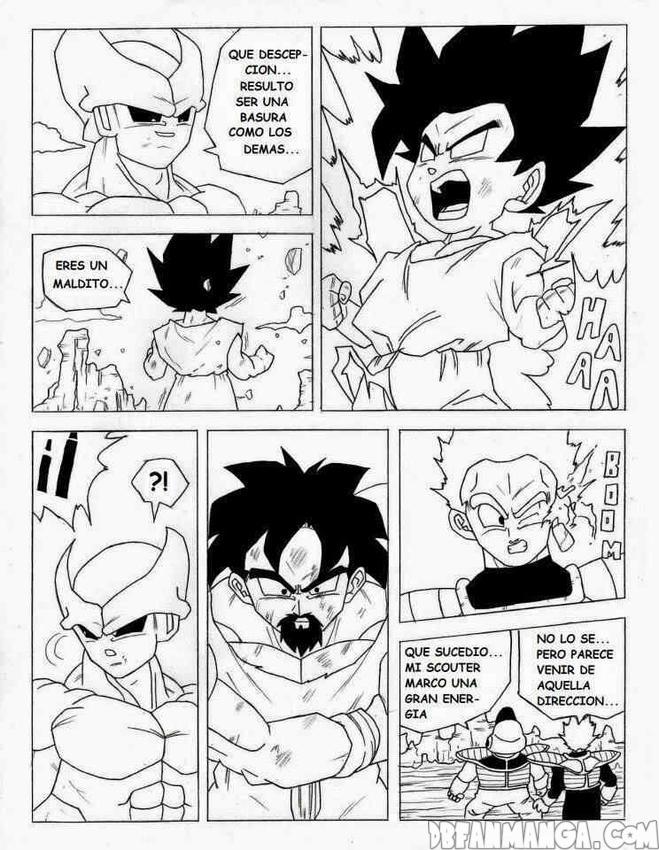 QUE DESCEP-
CION...
RESULTO
SER UNA
BASURA
COMO LOS
DEMAS...
HAAAA
HAAA
ERES UN
MALDITO...
¡¡
?!
BOOM
QUE SUCEDIO...
MI SCOUTER
MARCO UNA
GRAN ENER-
GIA
NO LO SE...
PERO PARECE
VENIR DE
AQUELLA
DIRECCION...
DBFANMANGA.COM